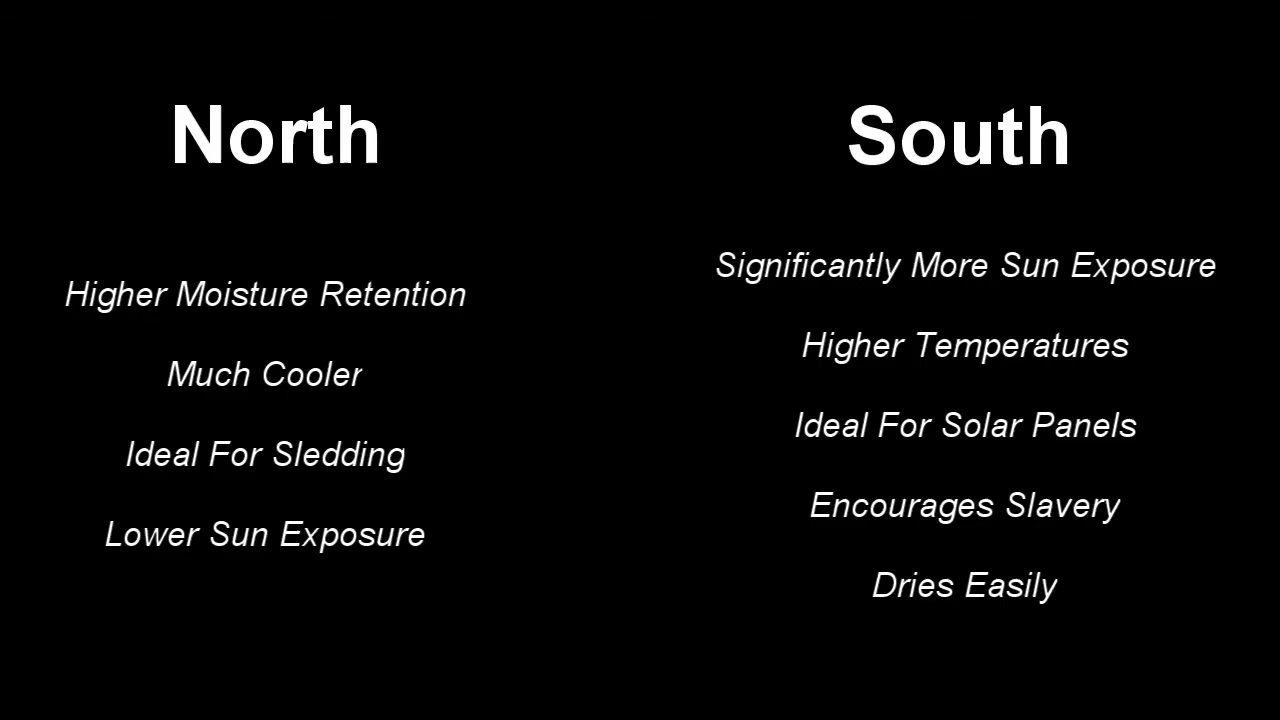 North
Higher Moisture Retention
Much Cooler
Ideal For Sledding
Lower Sun Exposure
South
Significantly More Sun Exposure
Higher Temperatures
Ideal For Solar Panels
Encourages Slavery
Dries Easily